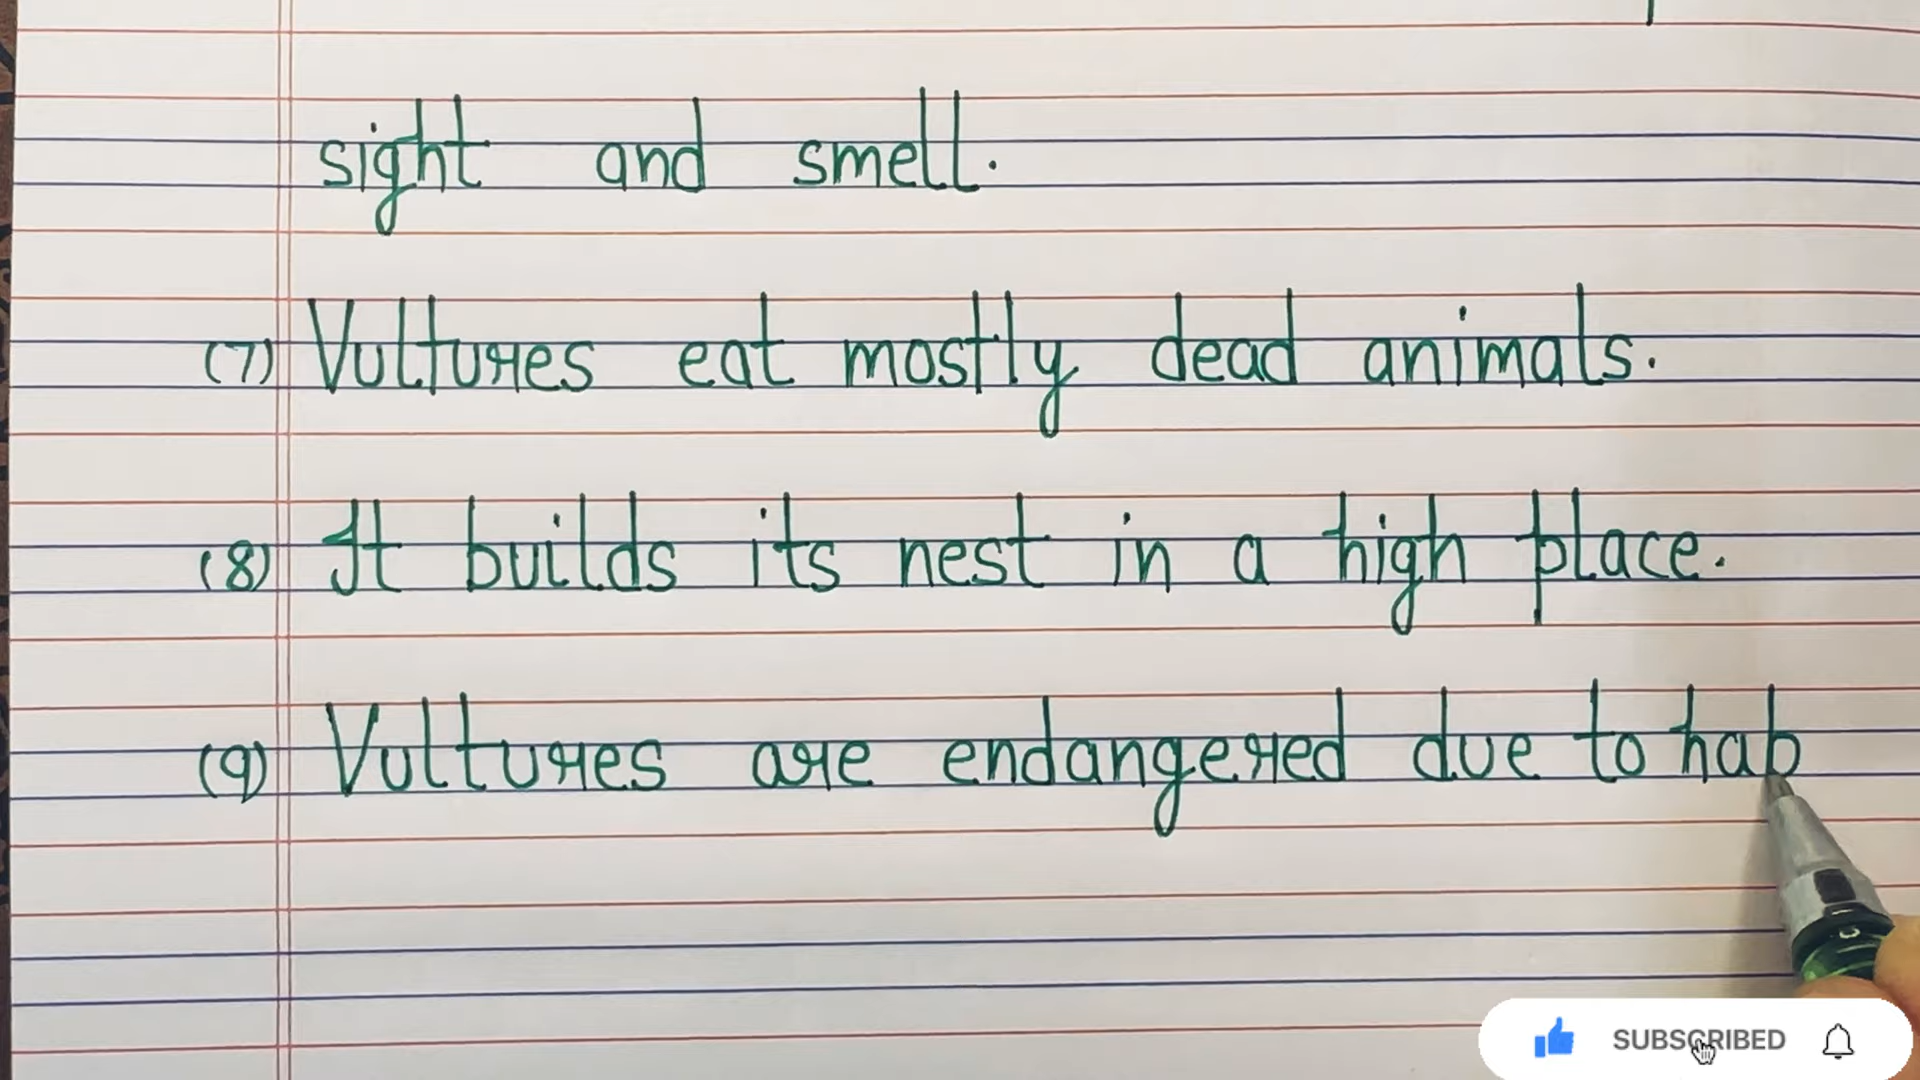 sight and smell.
(7) Vultures eat mostly dead animals.
(8) It builds its nest in a high place.
(9) Vultures are endangered due to hab
SUBSCRIBED